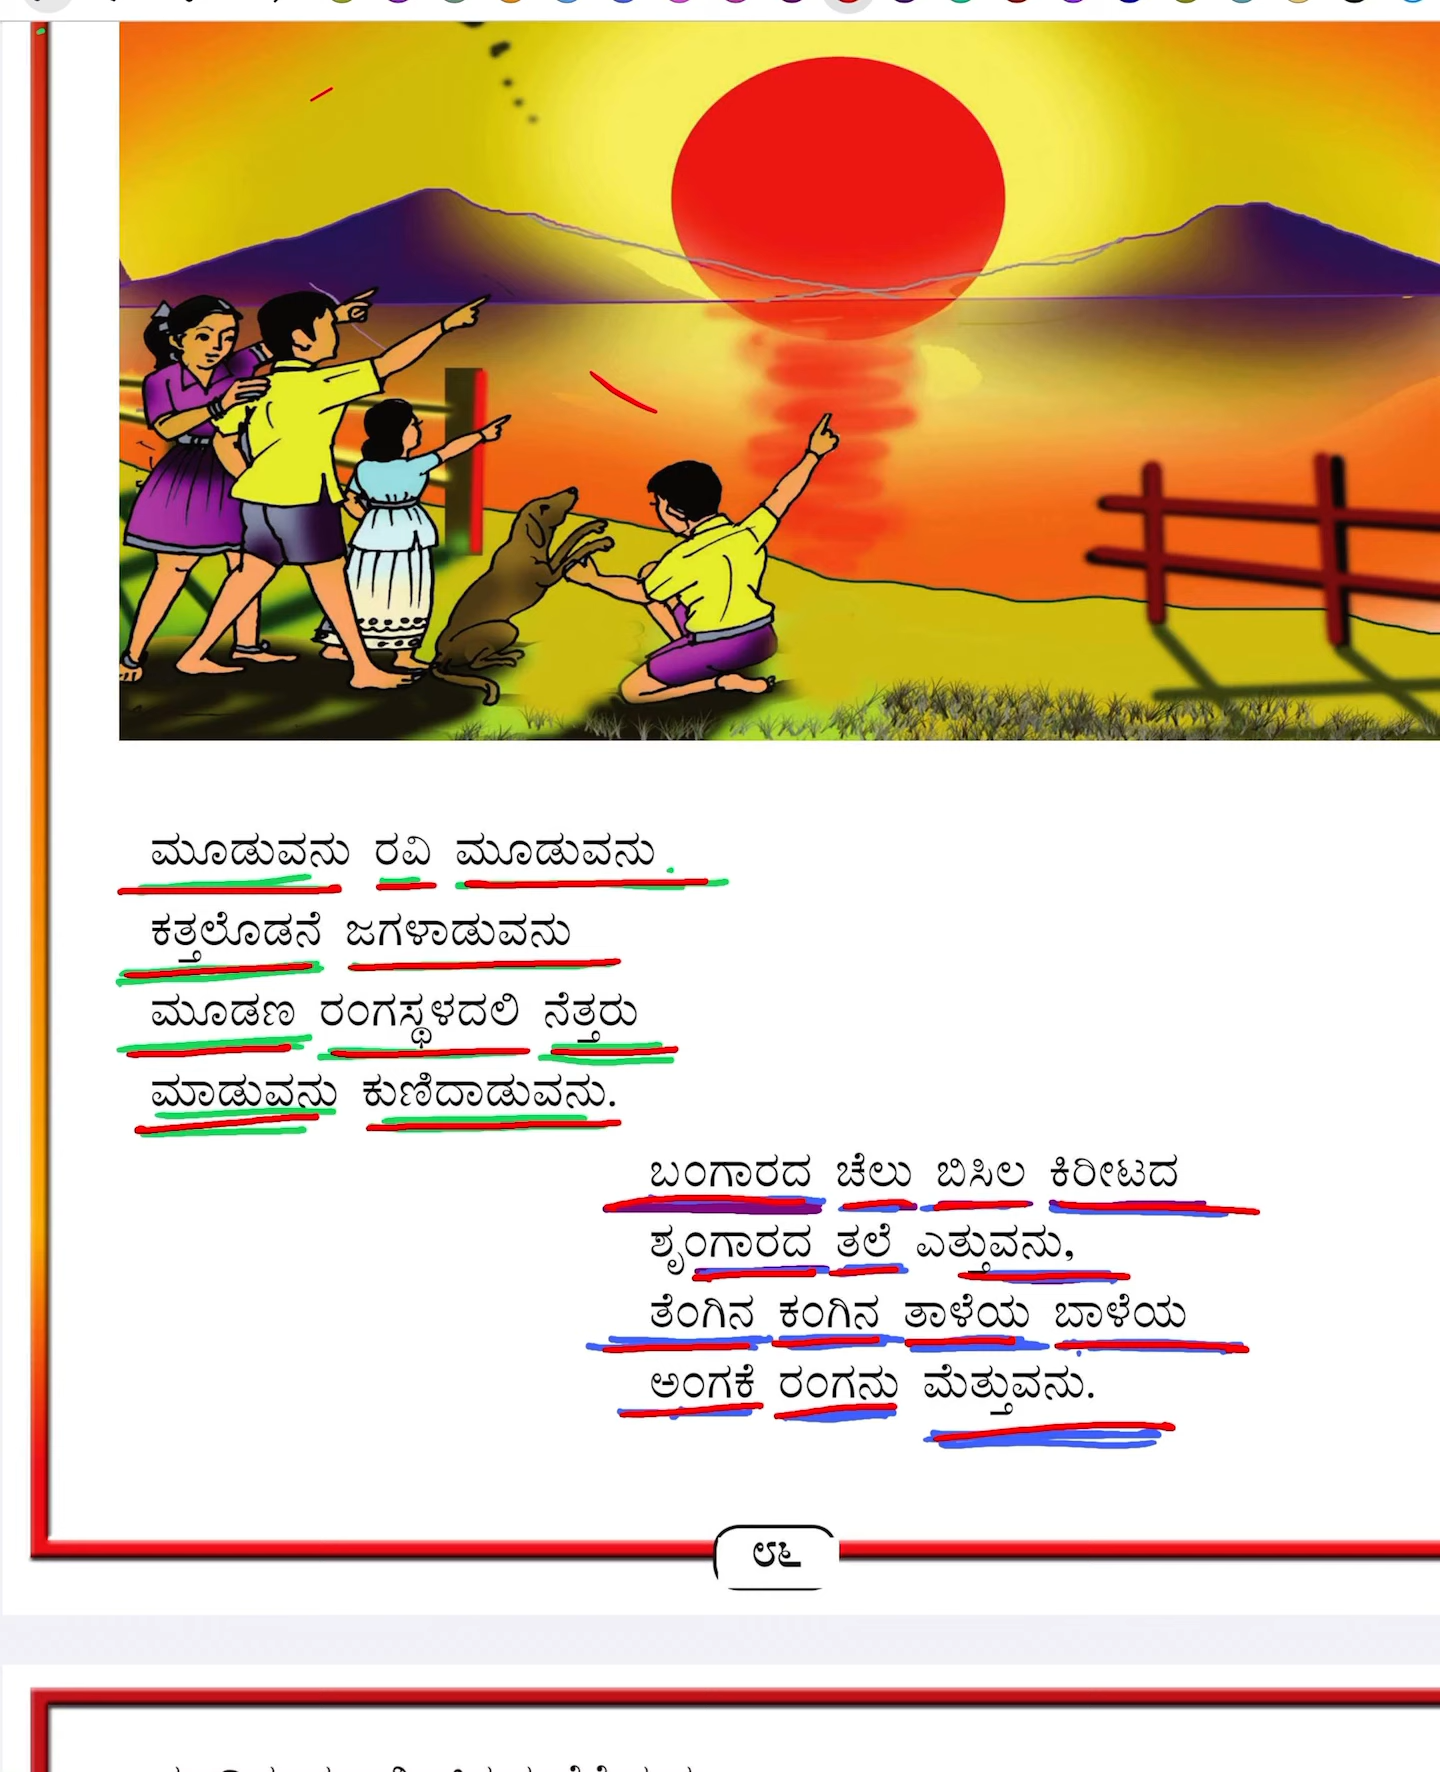 ಮೂಡುವನು ರವಿ ಮೂಡುವನು
ಕತ್ತಲೊಡನೆ ಜಗಳಾಡುವನು
ಮೂಡಣ ರಂಗಸ್ಥಳದಲಿ ನೆತ್ತರು
ಮಾಡುವನು ಕುಣಿದಾಡುವನು.
ಬಂಗಾರದ ಚೆಲು ಬಿಸಿಲ ಕಿರೀಟದ
ಶೃಂಗಾರದ ತಲೆ ಎತ್ತುವನು,
ತೆಂಗಿನ ಕಂಗಿನ ತಾಳೆಯ ಬಾಳೆಯ
ಅಂಗಕೆ ರಂಗನು ಮೆತ್ತುವನು.
೮೬